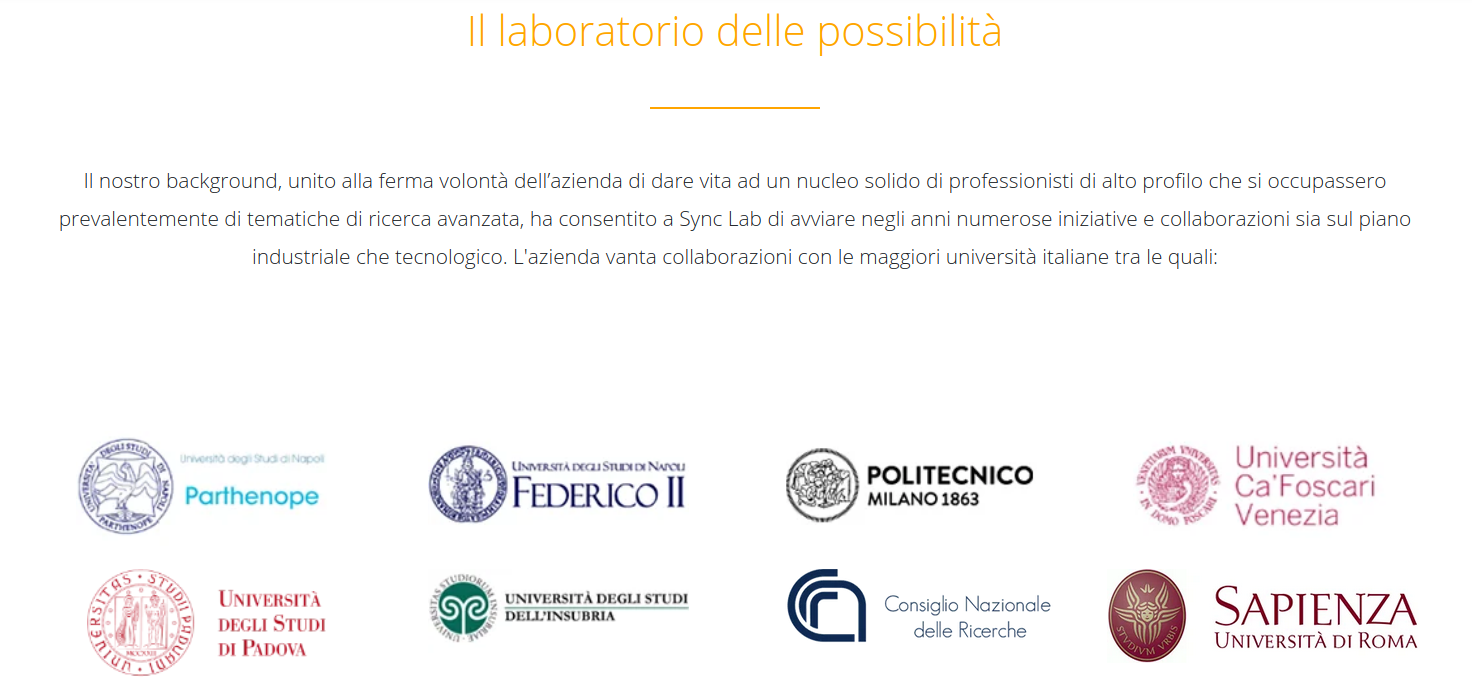 Il laboratorio delle possibilità
Il nostro background, unito alla ferma volontà dell’azienda di dare vita ad un nucleo solido di professionisti di alto profilo che si occupassero
prevalentemente di tematiche di ricerca avanzata, ha consentito a Sync Lab di avviare negli anni numerose iniziative e collaborazioni sia sul piano
industriale che tecnologico. L'azienda vanta collaborazioni con le maggiori università italiane tra le quali:
Università degli Studi di Napoli
Parthenope
UNIVERSITÀ DEGLI STUDI DI NAPOLI
FEDERICO II
POLITECNICO
MILANO 1863
Università
Ca'Foscari
Venezia
UNIVERSITÀ
DEGLI STUDI
DI PADOVA
UNIVERSITÀ DEGLI STUDI
DELL'INSUBRIA
Consiglio Nazionale
delle Ricerche
STVDIVM VRBIS
SAPIENZA
UNIVERSITÀ DI ROMA